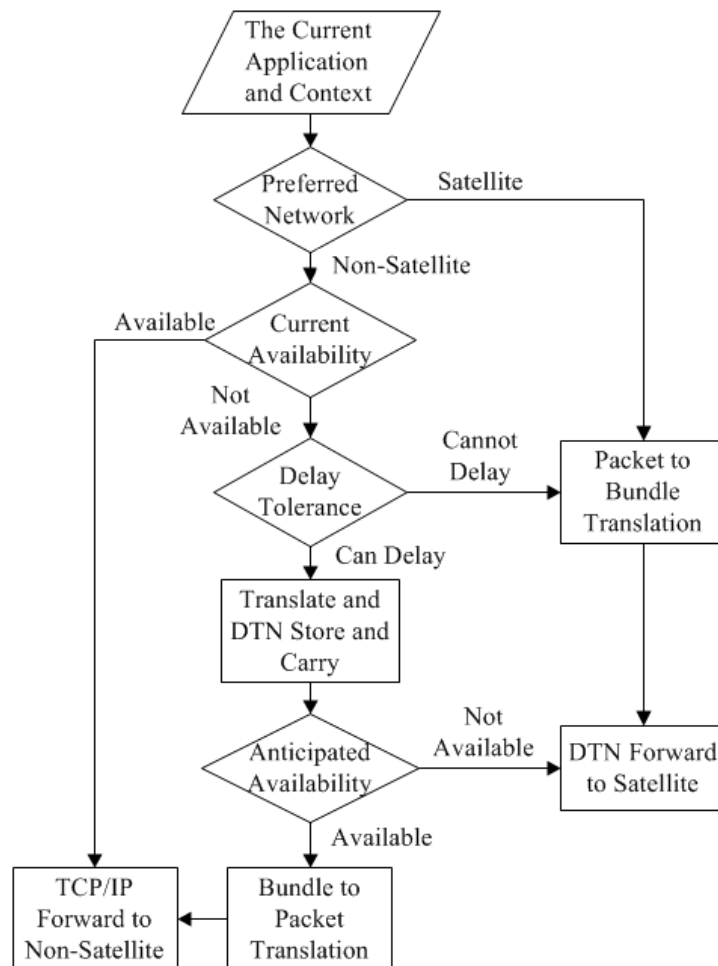 The Current
Application
and Context
Preferred
Network
Satellite
Non-Satellite
Available
Current
Availability
Not
Available
Delay
Tolerance
Cannot
Delay
Packet to
Bundle
Translation
Can Delay
Translate and
DTN Store and
Carry
Anticipated
Availability
Not
Available
DTN Forward
to Satellite
Available
TCP/IP
Forward to
Non-Satellite
Bundle to
Packet
Translation